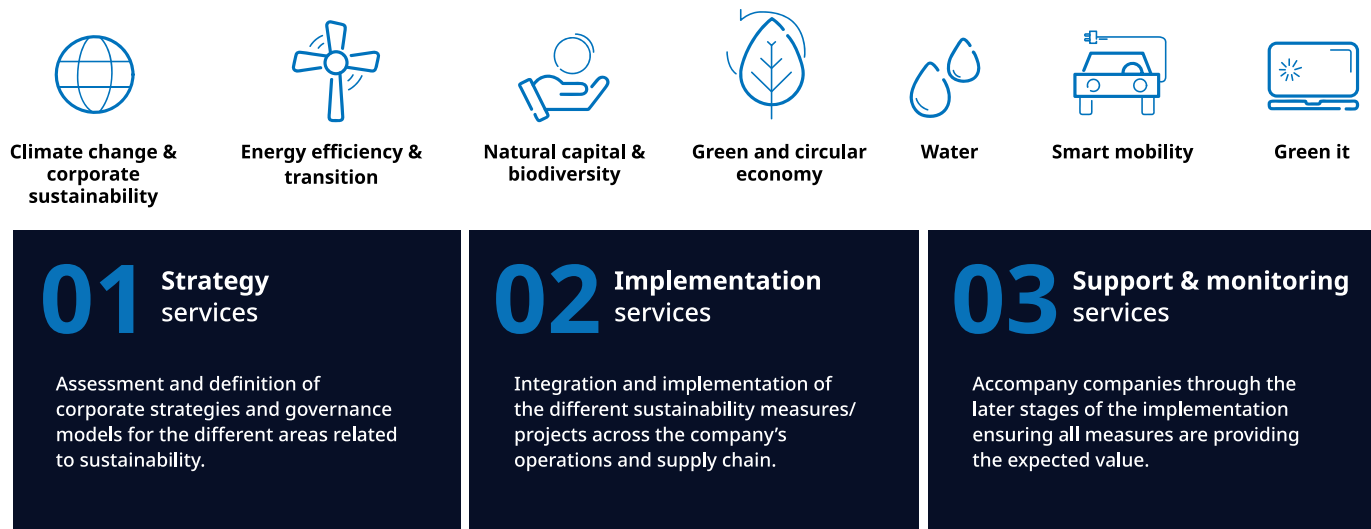 Climate change &
corporate
sustainability
Energy efficiency &
transition
Natural capital &
biodiversity
Green and circular
economy
Water
Smart mobility
Green it
01
Strategy
services
Assessment and definition of
corporate strategies and governance
models for the different areas related
to sustainability.
02
Implementation
services
Integration and implementation of
the different sustainability measures/
projects across the company's
operations and supply chain.
03
Support & monitoring
services
Accompany companies through the
later stages of the implementation
ensuring all measures are providing
the expected value.